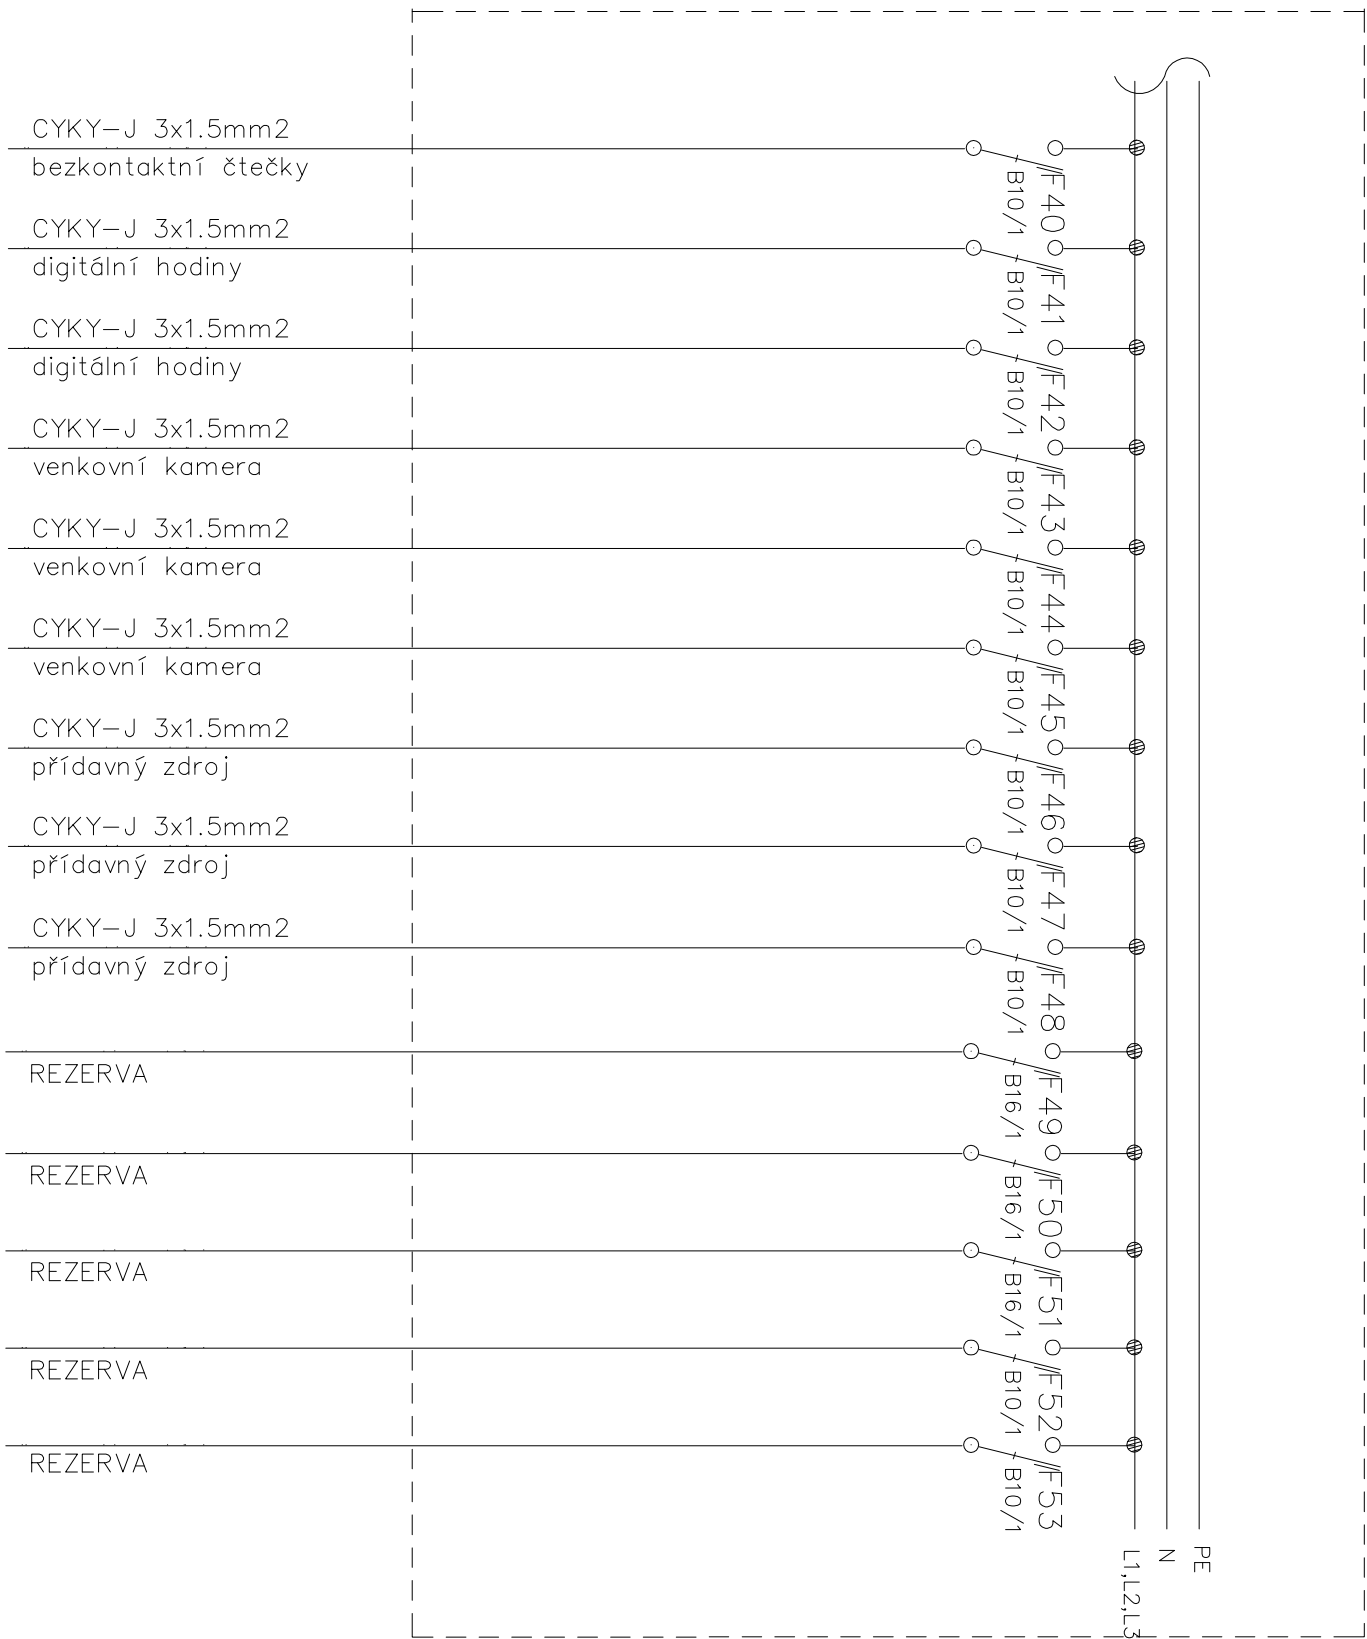 CYKY-J 3x1.5mm2
bezkontaktní čtečky
F40
B10/1
CYKY-J 3x1.5mm2
digitální hodiny
F41
B10/1
CYKY-J 3x1.5mm2
digitální hodiny
F42
B10/1
CYKY-J 3x1.5mm2
venkovní kamera
F43
B10/1
CYKY-J 3x1.5mm2
venkovní kamera
F44
B10/1
CYKY-J 3x1.5mm2
venkovní kamera
F45
B10/1
CYKY-J 3x1.5mm2
přídavný zdroj
F46
B10/1
CYKY-J 3x1.5mm2
přídavný zdroj
F47
B10/1
CYKY-J 3x1.5mm2
přídavný zdroj
F48
B10/1
REZERVA
F49
B16/1
REZERVA
F50
B16/1
REZERVA
F51
B16/1
REZERVA
F52
B10/1
REZERVA
F53
B10/1
PE
N
L1,L2,L3